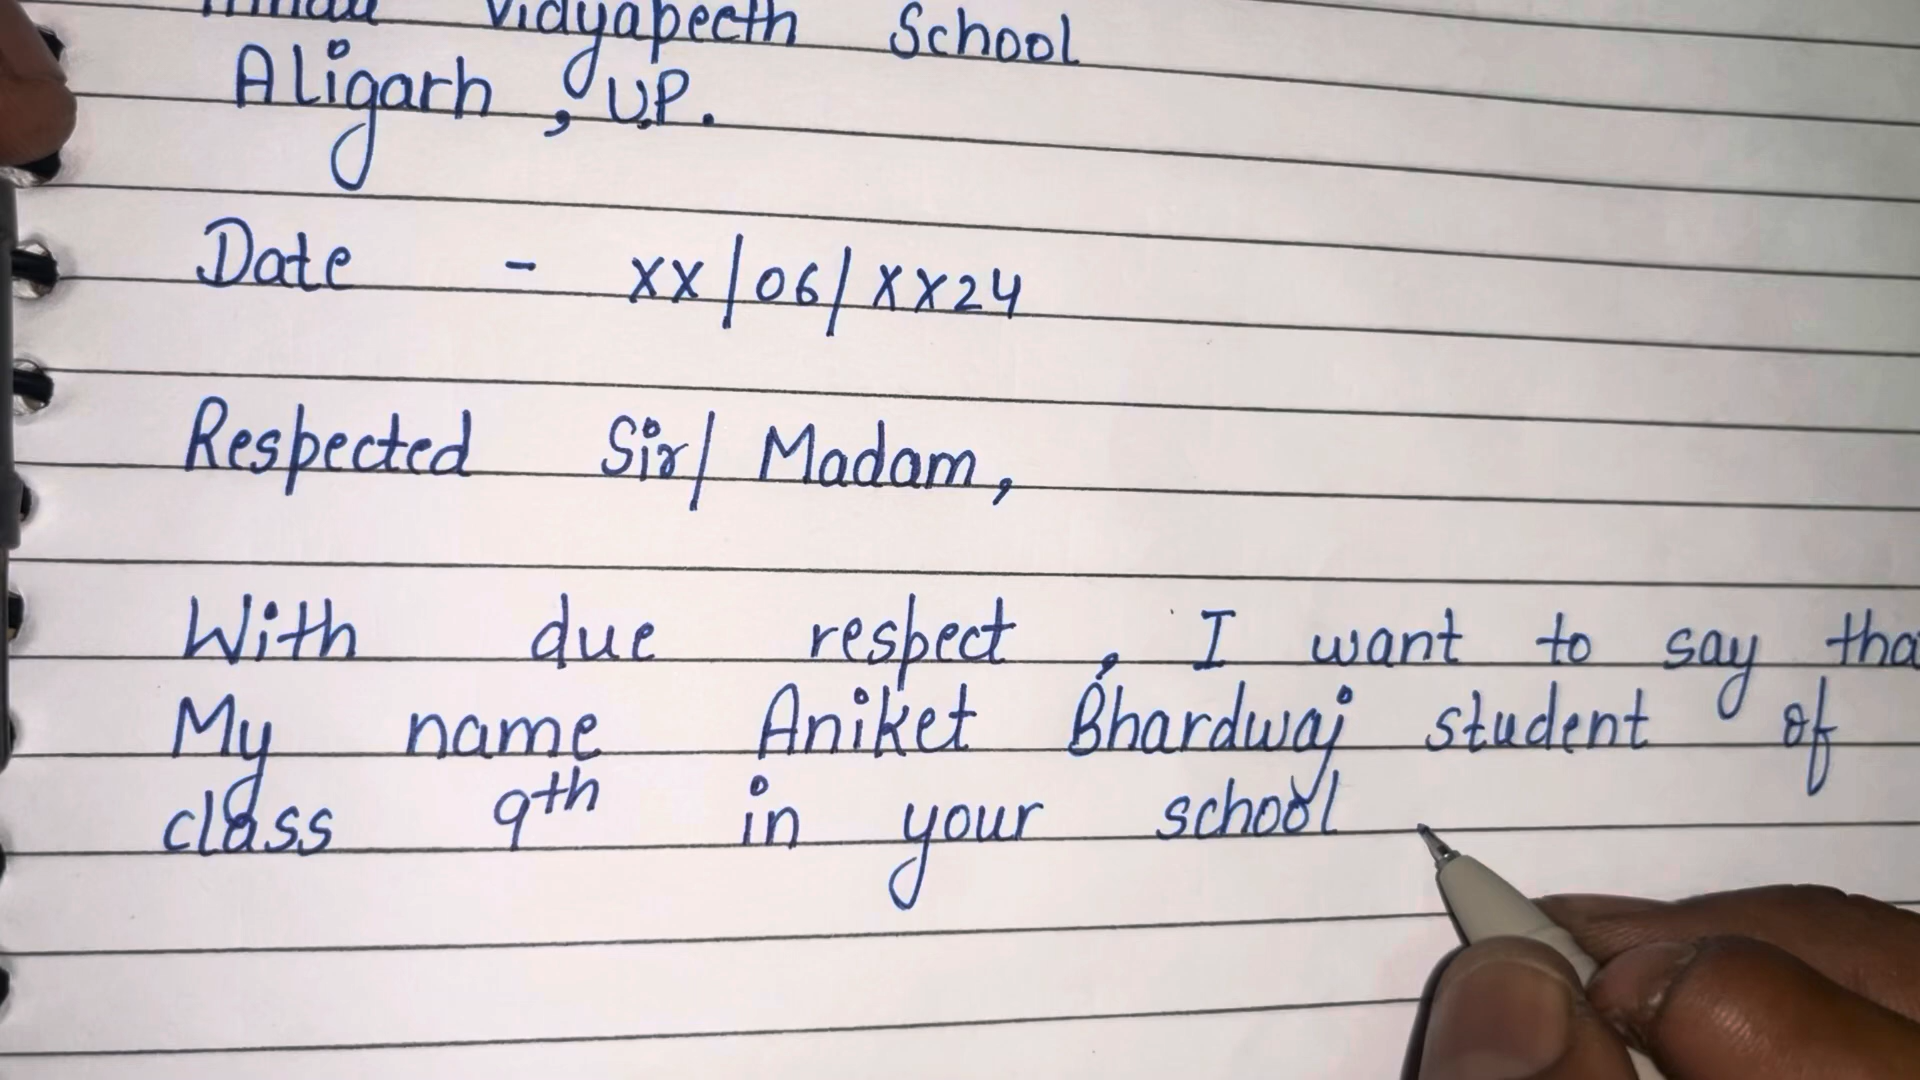 Vidyapeeth School
Aligarh , U.P.
Date - xx/06/xx24
Respected Sir/ Madam,
With due respect , I want to say tha
My name Aniket Bhardwaj student of
class 9th in your school